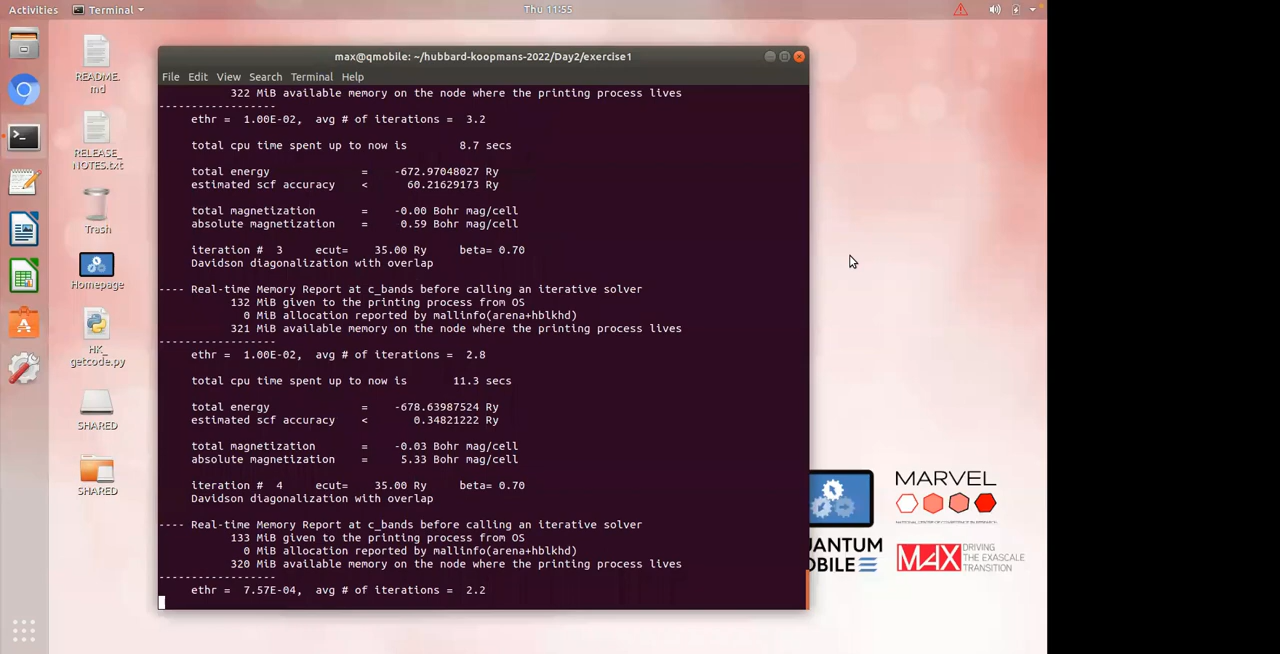 Activities
Terminal
Thu 11:55
README.
md
RELEASE_
NOTES.txt
Trash
Homepage
HK_
getcode.py
SHARED
SHARED
max@qmobile: ~/hubbard-koopmans-2022/Day2/exercise1
File Edit View Search Terminal Help
322 MiB available memory on the node where the printing process lives
------------------
ethr =  1.00E-02,  avg # of iterations =  3.2
total cpu time spent up to now is        8.7 secs
total energy              =    -672.97048027 Ry
estimated scf accuracy    <      60.21629173 Ry
total magnetization       =    -0.00 Bohr mag/cell
absolute magnetization    =     0.59 Bohr mag/cell
iteration #  3     ecut=    35.00 Ry     beta= 0.70
Davidson diagonalization with overlap
---- Real-time Memory Report at c_bands before calling an iterative solver
132 MiB given to the printing process from OS
0 MiB allocation reported by mallinfo(arena+hblkhd)
321 MiB available memory on the node where the printing process lives
------------------
ethr =  1.00E-02,  avg # of iterations =  2.8
total cpu time spent up to now is       11.3 secs
total energy              =    -678.63987524 Ry
estimated scf accuracy    <       0.34821222 Ry
total magnetization       =    -0.03 Bohr mag/cell
absolute magnetization    =     5.33 Bohr mag/cell
iteration #  4     ecut=    35.00 Ry     beta= 0.70
Davidson diagonalization with overlap
---- Real-time Memory Report at c_bands before calling an iterative solver
133 MiB given to the printing process from OS
0 MiB allocation reported by mallinfo(arena+hblkhd)
320 MiB available memory on the node where the printing process lives
------------------
ethr =  7.57E-04,  avg # of iterations =  2.2
MARVEL
UANTUM
OBILE
MAX
DRIVING
THE EXASCALE
TRANSITION